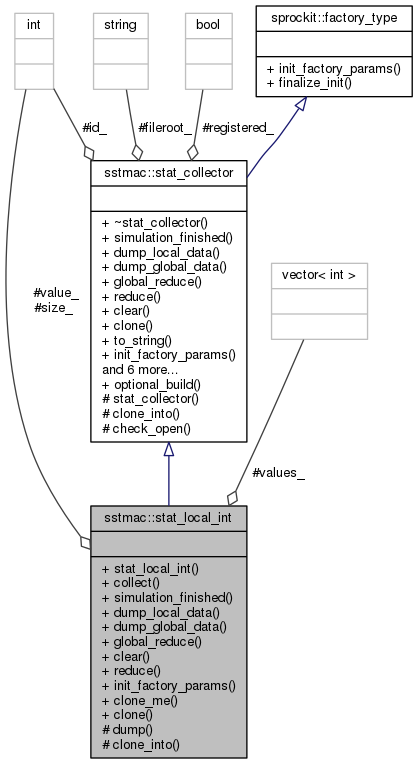 int
string
bool
sprockit::factory_type
+ init_factory_params()
+ finalize_init()
#id_
#fileroot_
#registered_
sstmac::stat_collector
+ ~stat_collector()
+ simulation_finished()
+ dump_local_data()
+ dump_global_data()
+ global_reduce()
+ reduce()
+ clear()
+ clone()
+ to_string()
+ init_factory_params()
and 6 more...
+ optional_build()
# stat_collector()
# clone_into()
# check_open()
vector< int >
#value_
#size_
#values_
sstmac::stat_local_int
+ stat_local_int()
+ collect()
+ simulation_finished()
+ dump_local_data()
+ dump_global_data()
+ global_reduce()
+ clear()
+ reduce()
+ init_factory_params()
+ clone_me()
+ clone()
# dump()
# clone_into()